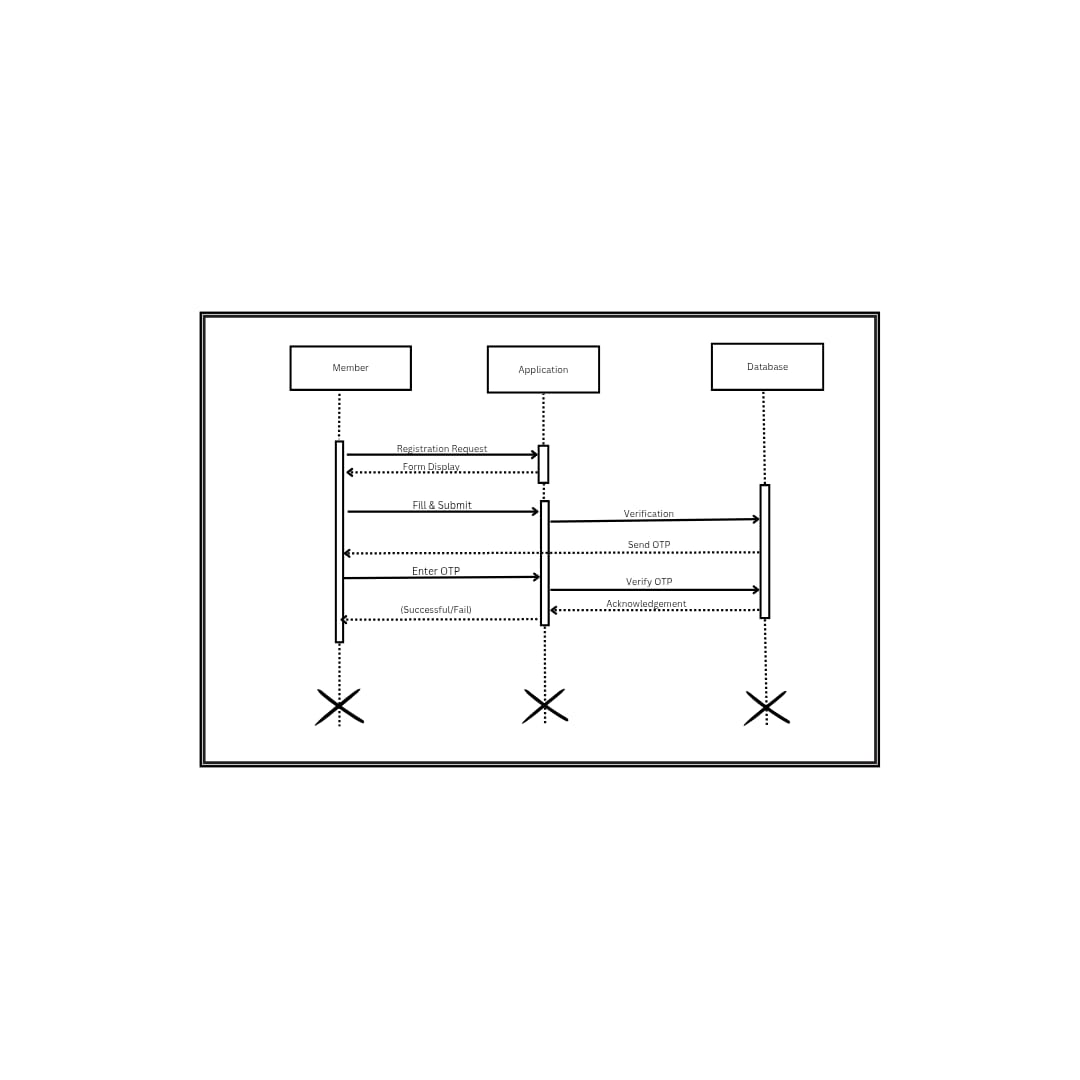 Member
Application
Database
Registration Request
Form Display
Fill & Submit
Verification
Send OTP
Enter OTP
Verify OTP
Acknowledgement
(Successful/Fail)